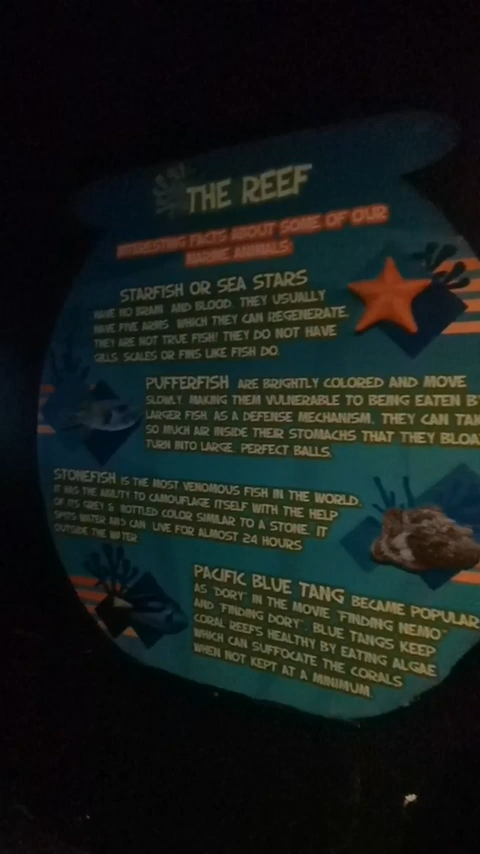 THE REEF
INTERESTING FACTS ABOUT SOME OF OUR
MARINE ANIMALS:
STARFISH OR SEA STARS
HAVE NO BRAIN AND BLOOD. THEY USUALLY
HAVE FIVE ARMS WHICH THEY CAN REGENERATE.
THEY ARE NOT TRUE FISH! THEY DO NOT HAVE
GILLS, SCALES OR FINS LIKE FISH DO.
PUFFERFISH ARE BRIGHTLY COLORED AND MOVE
SLOWLY, MAKING THEM VULNERABLE TO BEING EATEN B
LARGER FISH. AS A DEFENSE MECHANISM, THEY CAN TAK
SO MUCH AIR INSIDE THEIR STOMACHS THAT THEY BLOA
TURN INTO LARGE, PERFECT BALLS.
STONEFISH IS THE MOST VENOMOUS FISH IN THE WORLD.
IT HAS THE ABILITY TO CAMOUFLAGE ITSELF WITH THE HELP
OF ITS GREY & MOTTLED COLOR SIMILAR TO A STONE. IT
SPITS WATER AND CAN LIVE FOR ALMOST 24 HOURS
OUTSIDE THE WATER.
PACIFIC BLUE TANG BECAME POPULAR
AS "DORY" IN THE MOVIE "FINDING NEMO"
AND "FINDING DORY". BLUE TANGS KEEP
CORAL REEFS HEALTHY BY EATING ALGAE
WHICH CAN SUFFOCATE THE CORALS
WHEN NOT KEPT AT A MINIMUM.